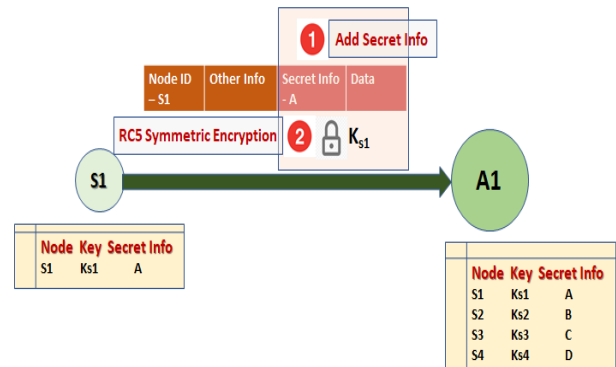 1 Add Secret Info
Node ID Other Info Secret Info Data
– S1 - A
RC5 Symmetric Encryption 2 Ks1
S1
A1
Node Key Secret Info
S1 Ks1 A
Node Key Secret Info
S1 Ks1 A
S2 Ks2 B
S3 Ks3 C
S4 Ks4 D